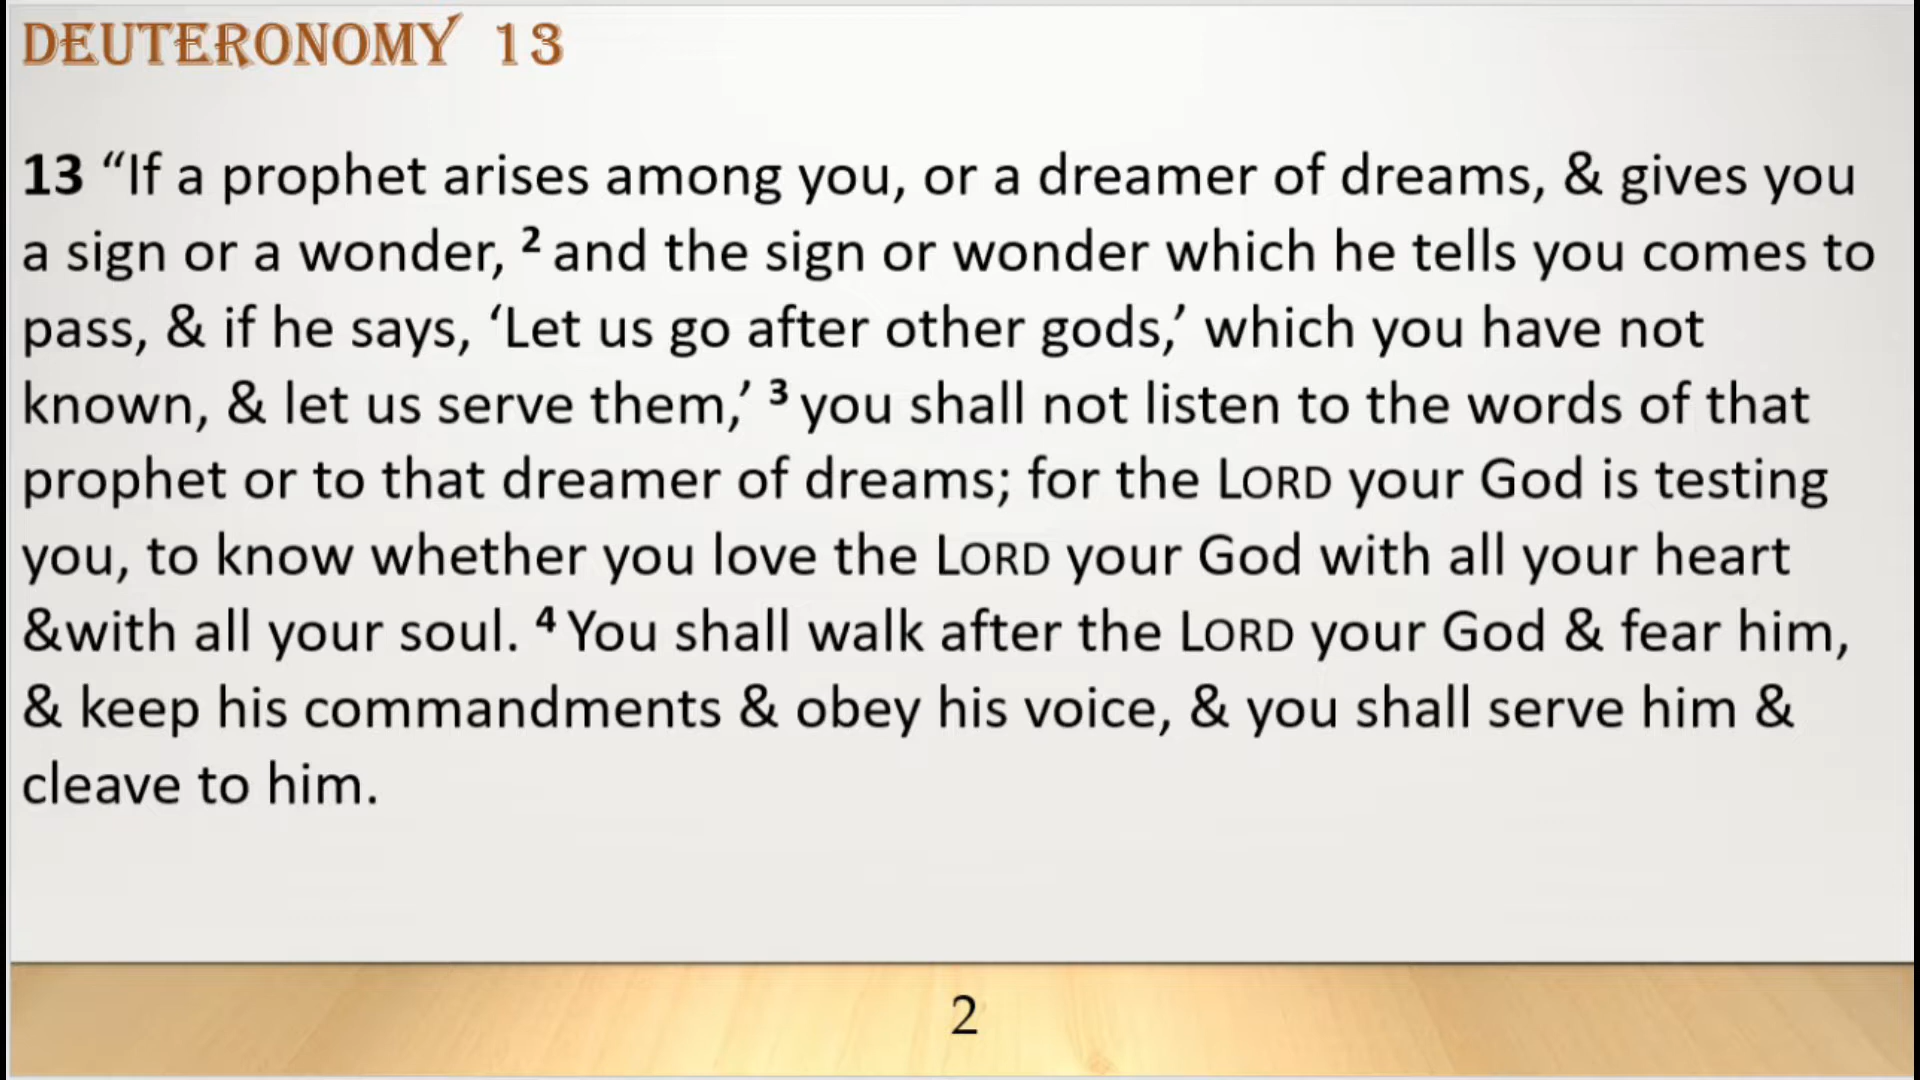 DEUTERONOMY 13
13 “If a prophet arises among you, or a dreamer of dreams, & gives you
a sign or a wonder, 2 and the sign or wonder which he tells you comes to
pass, & if he says, ‘Let us go after other gods,’ which you have not
known, & let us serve them,’ 3 you shall not listen to the words of that
prophet or to that dreamer of dreams; for the LORD your God is testing
you, to know whether you love the LORD your God with all your heart
&with all your soul. 4 You shall walk after the LORD your God & fear him,
& keep his commandments & obey his voice, & you shall serve him &
cleave to him.
2